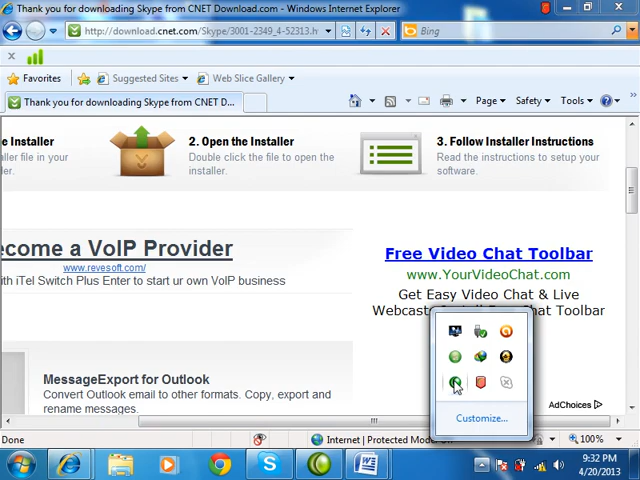 Thank you for downloading Skype from CNET Download.com - Windows Internet Explorer
http://download.cnet.com/Skype/3001-2349_4-52313.h
Bing
Favorites
Suggested Sites
Web Slice Gallery
Thank you for downloading Skype from CNET D...
Page
Safety
Tools
e Installer
2. Open the Installer
3. Follow Installer Instructions
ller file in your
Double click the file to open the installer.
Read the instructions to setup your software.
ecome a VoIP Provider
www.revesoft.com/
ith iTel Switch Plus Enter to start ur own VoIP business
Free Video Chat Toolbar
www.YourVideoChat.com
Get Easy Video Chat & Live
Webcast
Chat Toolbar
MessageExport for Outlook
Convert Outlook email to other formats. Copy, export and
rename messages.
Customize...
AdChoices
Done
Internet | Protected Mod
100%
9:32 PM
4/20/2013